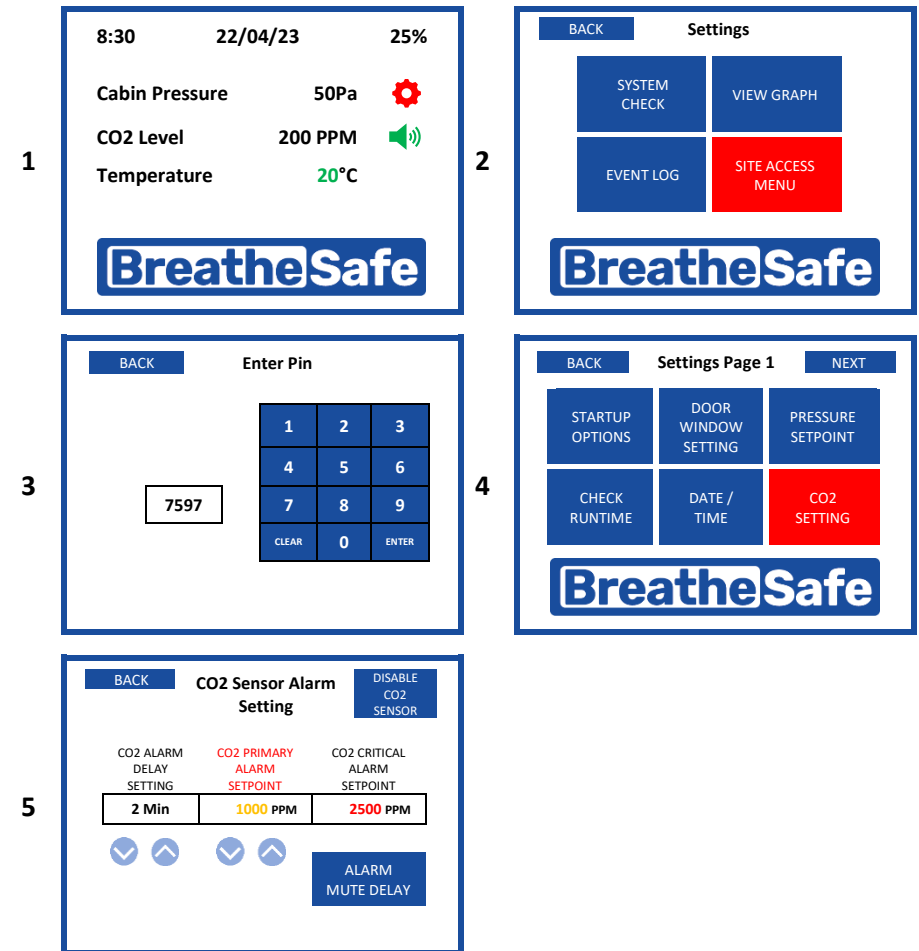 1
8:30 22/04/23 25%
Cabin Pressure 50Pa
CO2 Level 200 PPM
Temperature 20°C
BreatheSafe
2
BACK Settings
SYSTEM
CHECK
VIEW GRAPH
EVENT LOG
SITE ACCESS
MENU
BreatheSafe
3
BACK Enter Pin
7597
1 2 3
4 5 6
7 8 9
CLEAR 0 ENTER
4
BACK Settings Page 1 NEXT
STARTUP
OPTIONS
DOOR
WINDOW
SETTING
PRESSURE
SETPOINT
CHECK
RUNTIME
DATE /
TIME
CO2
SETTING
BreatheSafe
5
BACK
CO2 Sensor Alarm
Setting
DISABLE
CO2
SENSOR
CO2 ALARM
DELAY
SETTING
CO2 PRIMARY
ALARM
SETPOINT
CO2 CRITICAL
ALARM
SETPOINT
2 Min 1000 PPM 2500 PPM
ALARM
MUTE DELAY